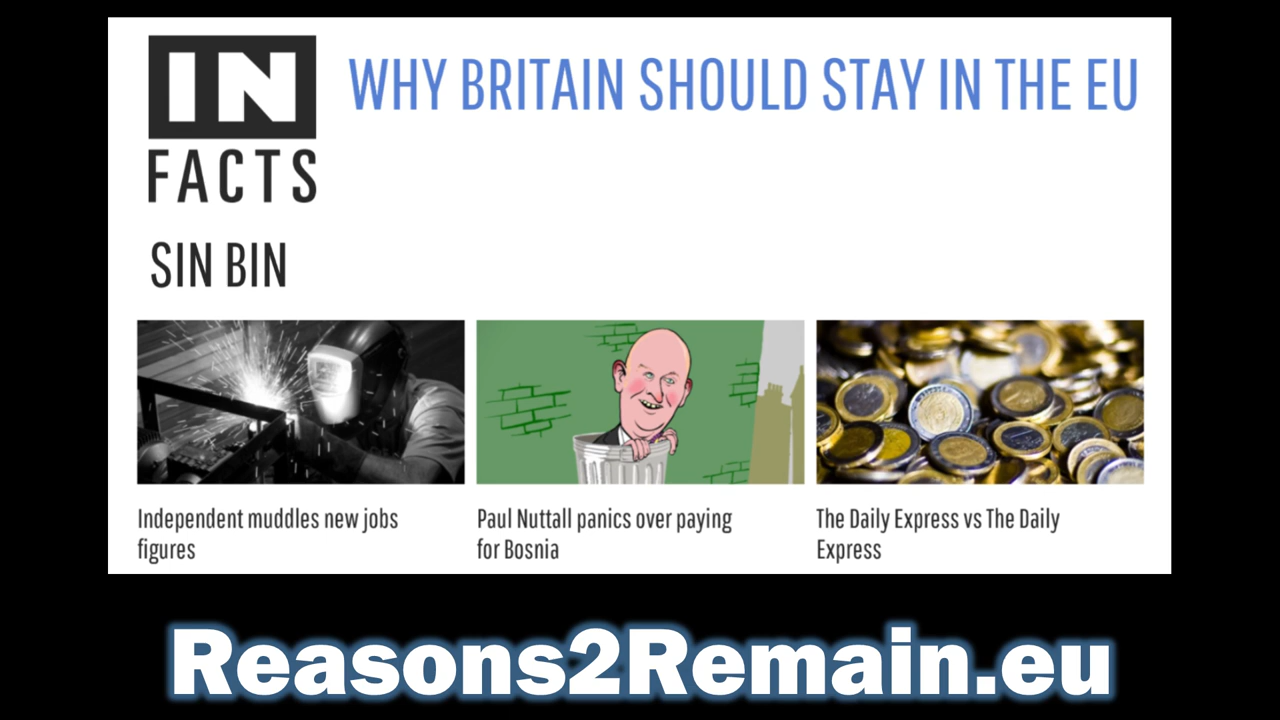 IN
FACTS
WHY BRITAIN SHOULD STAY IN THE EU
SIN BIN
Independent muddles new jobs
figures
Paul Nuttall panics over paying
for Bosnia
The Daily Express vs The Daily
Express
Reasons2Remain.eu